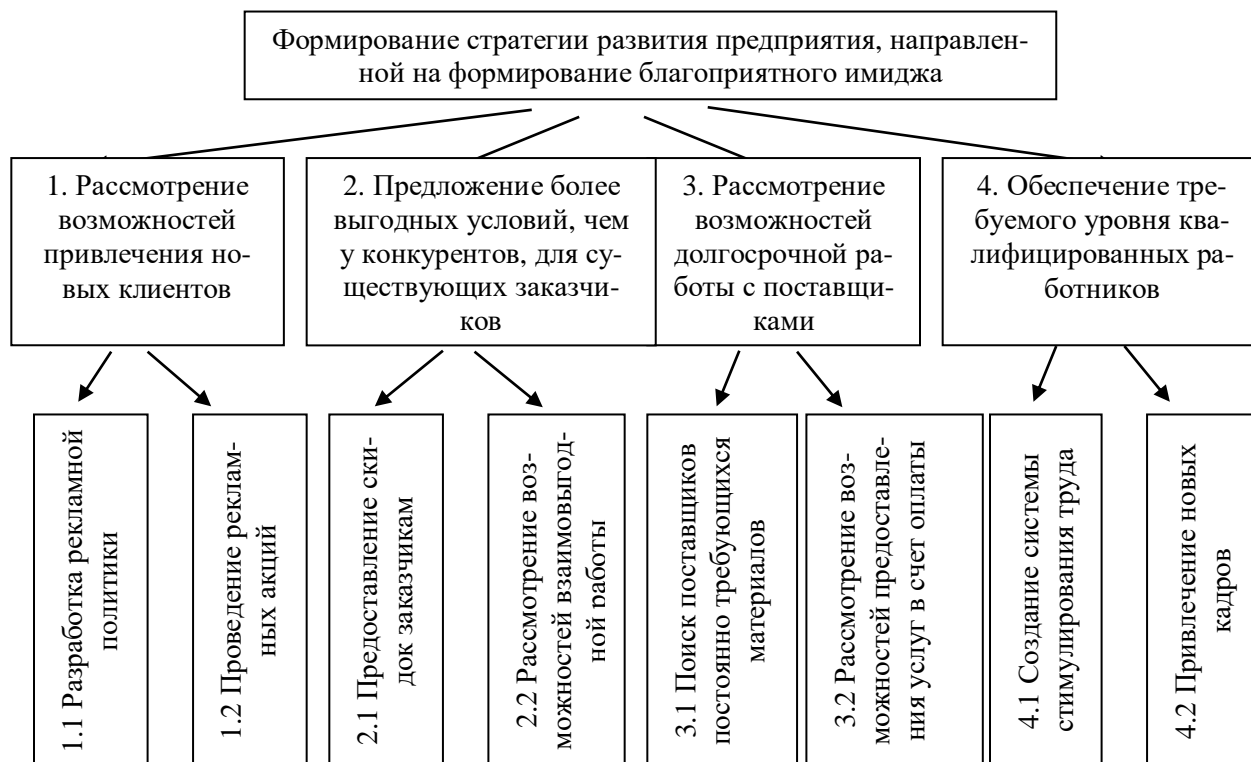 Формирование стратегии развития предприятия, направлен-
ной на формирование благоприятного имиджа
1. Рассмотрение
возможностей
привлечения но-
вых клиентов
2. Предложение более
выгодных условий, чем
у конкурентов, для су-
ществующих заказчи-
ков
3. Рассмотрение
возможностей
долгосрочной ра-
боты с поставщи-
ками
4. Обеспечение тре-
буемого уровня ква-
лифицированных ра-
ботников
1.1 Разработка рекламной
политики
1.2 Проведение реклам-
ных акций
2.1 Предоставление ски-
док заказчикам
2.2 Рассмотрение воз-
можностей взаимовыгод-
ной работы
3.1 Поиск поставщиков
постоянно требующихся
материалов
3.2 Рассмотрение воз-
можностей предоставле-
ния услуг в счет оплаты
4.1 Создание системы
стимулирования труда
4.2 Привлечение новых
кадров